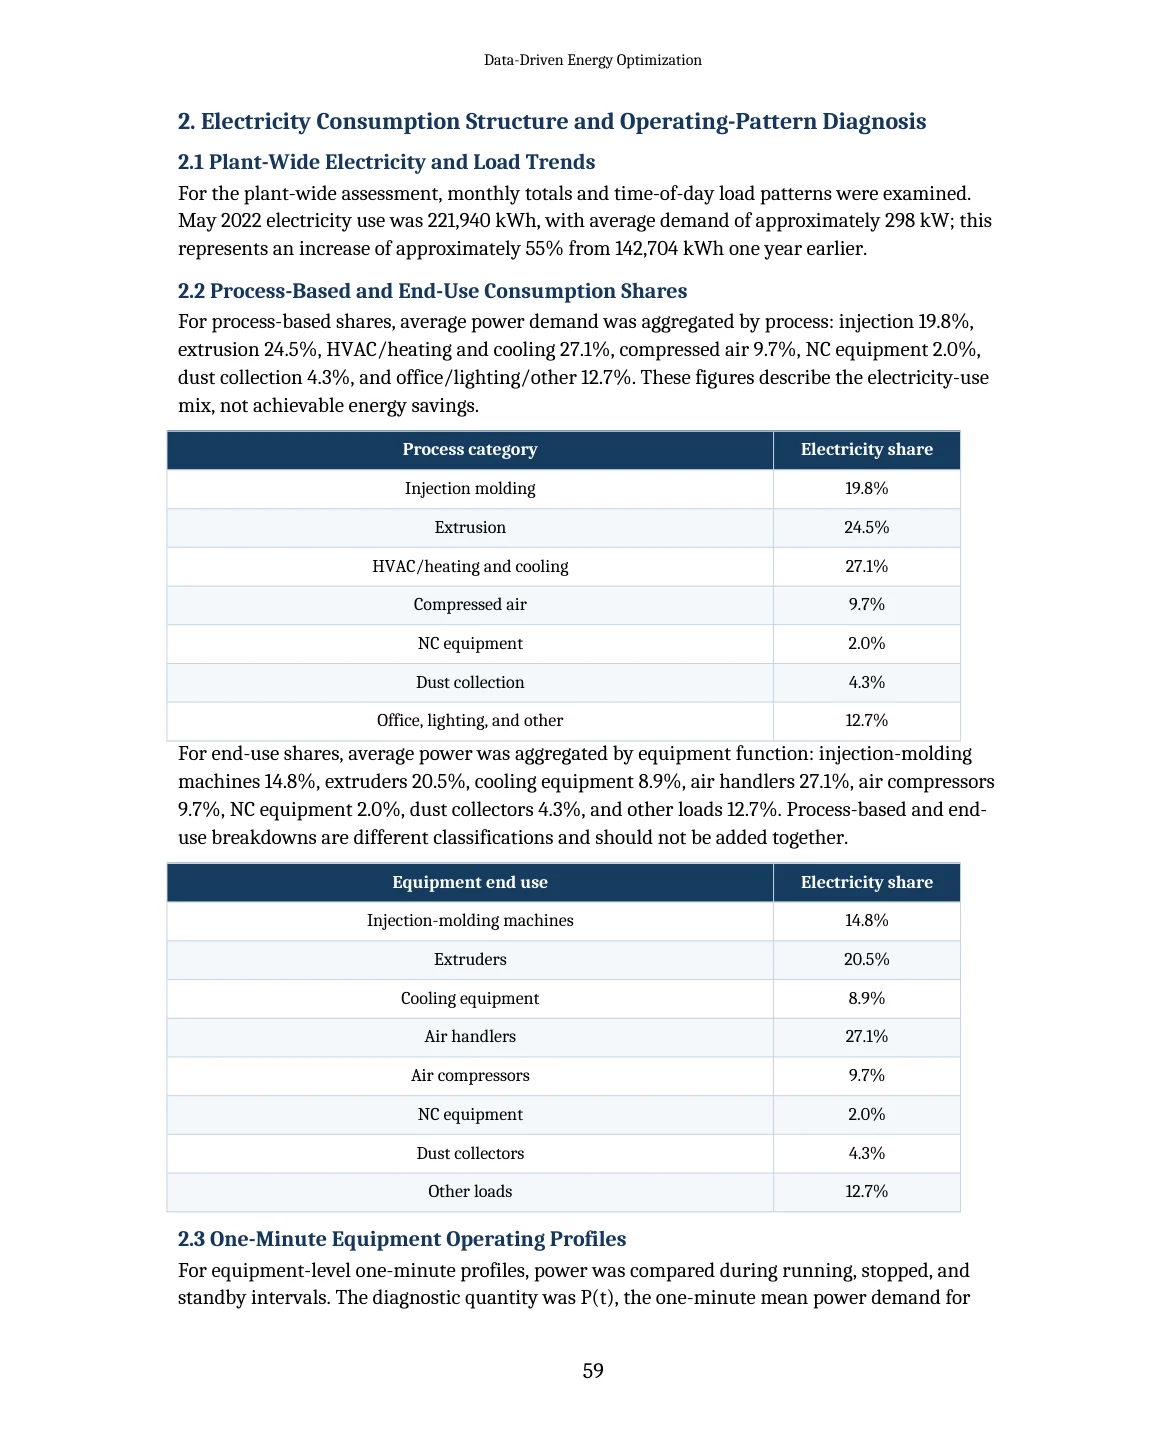 Data-Driven Energy Optimization
2. Electricity Consumption Structure and Operating-Pattern Diagnosis
2.1 Plant-Wide Electricity and Load Trends
For the plant-wide assessment, monthly totals and time-of-day load patterns were examined.
May 2022 electricity use was 221,940 kWh, with average demand of approximately 298 kW; this
represents an increase of approximately 55% from 142,704 kWh one year earlier.
2.2 Process-Based and End-Use Consumption Shares
For process-based shares, average power demand was aggregated by process: injection 19.8%,
extrusion 24.5%, HVAC/heating and cooling 27.1%, compressed air 9.7%, NC equipment 2.0%,
dust collection 4.3%, and office/lighting/other 12.7%. These figures describe the electricity-use
mix, not achievable energy savings.
Process category Electricity share
Injection molding 19.8%
Extrusion 24.5%
HVAC/heating and cooling 27.1%
Compressed air 9.7%
NC equipment 2.0%
Dust collection 4.3%
Office, lighting, and other 12.7%
For end-use shares, average power was aggregated by equipment function: injection-molding
machines 14.8%, extruders 20.5%, cooling equipment 8.9%, air handlers 27.1%, air compressors
9.7%, NC equipment 2.0%, dust collectors 4.3%, and other loads 12.7%. Process-based and end-
use breakdowns are different classifications and should not be added together.
Equipment end use Electricity share
Injection-molding machines 14.8%
Extruders 20.5%
Cooling equipment 8.9%
Air handlers 27.1%
Air compressors 9.7%
NC equipment 2.0%
Dust collectors 4.3%
Other loads 12.7%
2.3 One-Minute Equipment Operating Profiles
For equipment-level one-minute profiles, power was compared during running, stopped, and
standby intervals. The diagnostic quantity was P(t), the one-minute mean power demand for
59